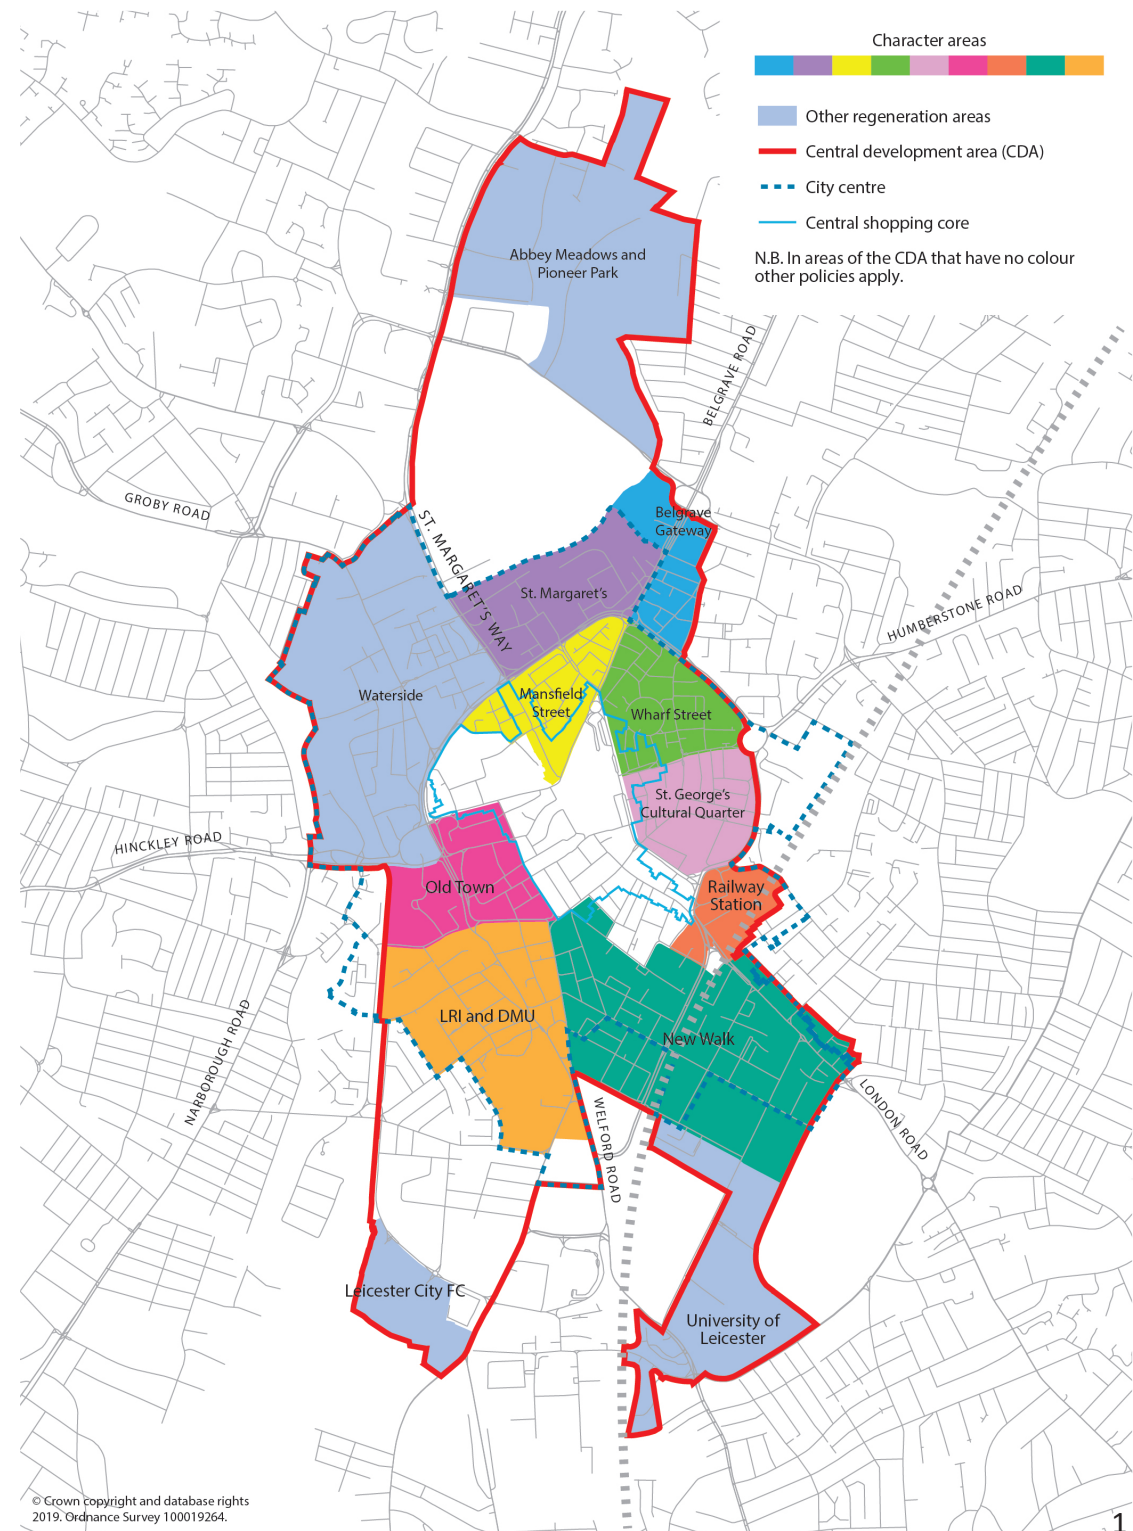 Character areas
Other regeneration areas
Central development area (CDA)
City centre
Central shopping core
N.B. In areas of the CDA that have no colour
other policies apply.
Abbey Meadows and
Pioneer Park
BELGRAVE ROAD
GROBY ROAD
ST. MARGARET'S WAY
Belgrave
Gateway
St. Margaret's
HUMBERSTONE ROAD
Waterside
Mansfield
Street
Wharf Street
St. George's
Cultural Quarter
HINCKLEY ROAD
Old Town
Railway
Station
LRI and DMU
New Walk
NARBOROUGH ROAD
WELFORD ROAD
LONDON ROAD
Leicester City FC
University of
Leicester
© Crown copyright and database rights
2019. Ordnance Survey 100019264.
1